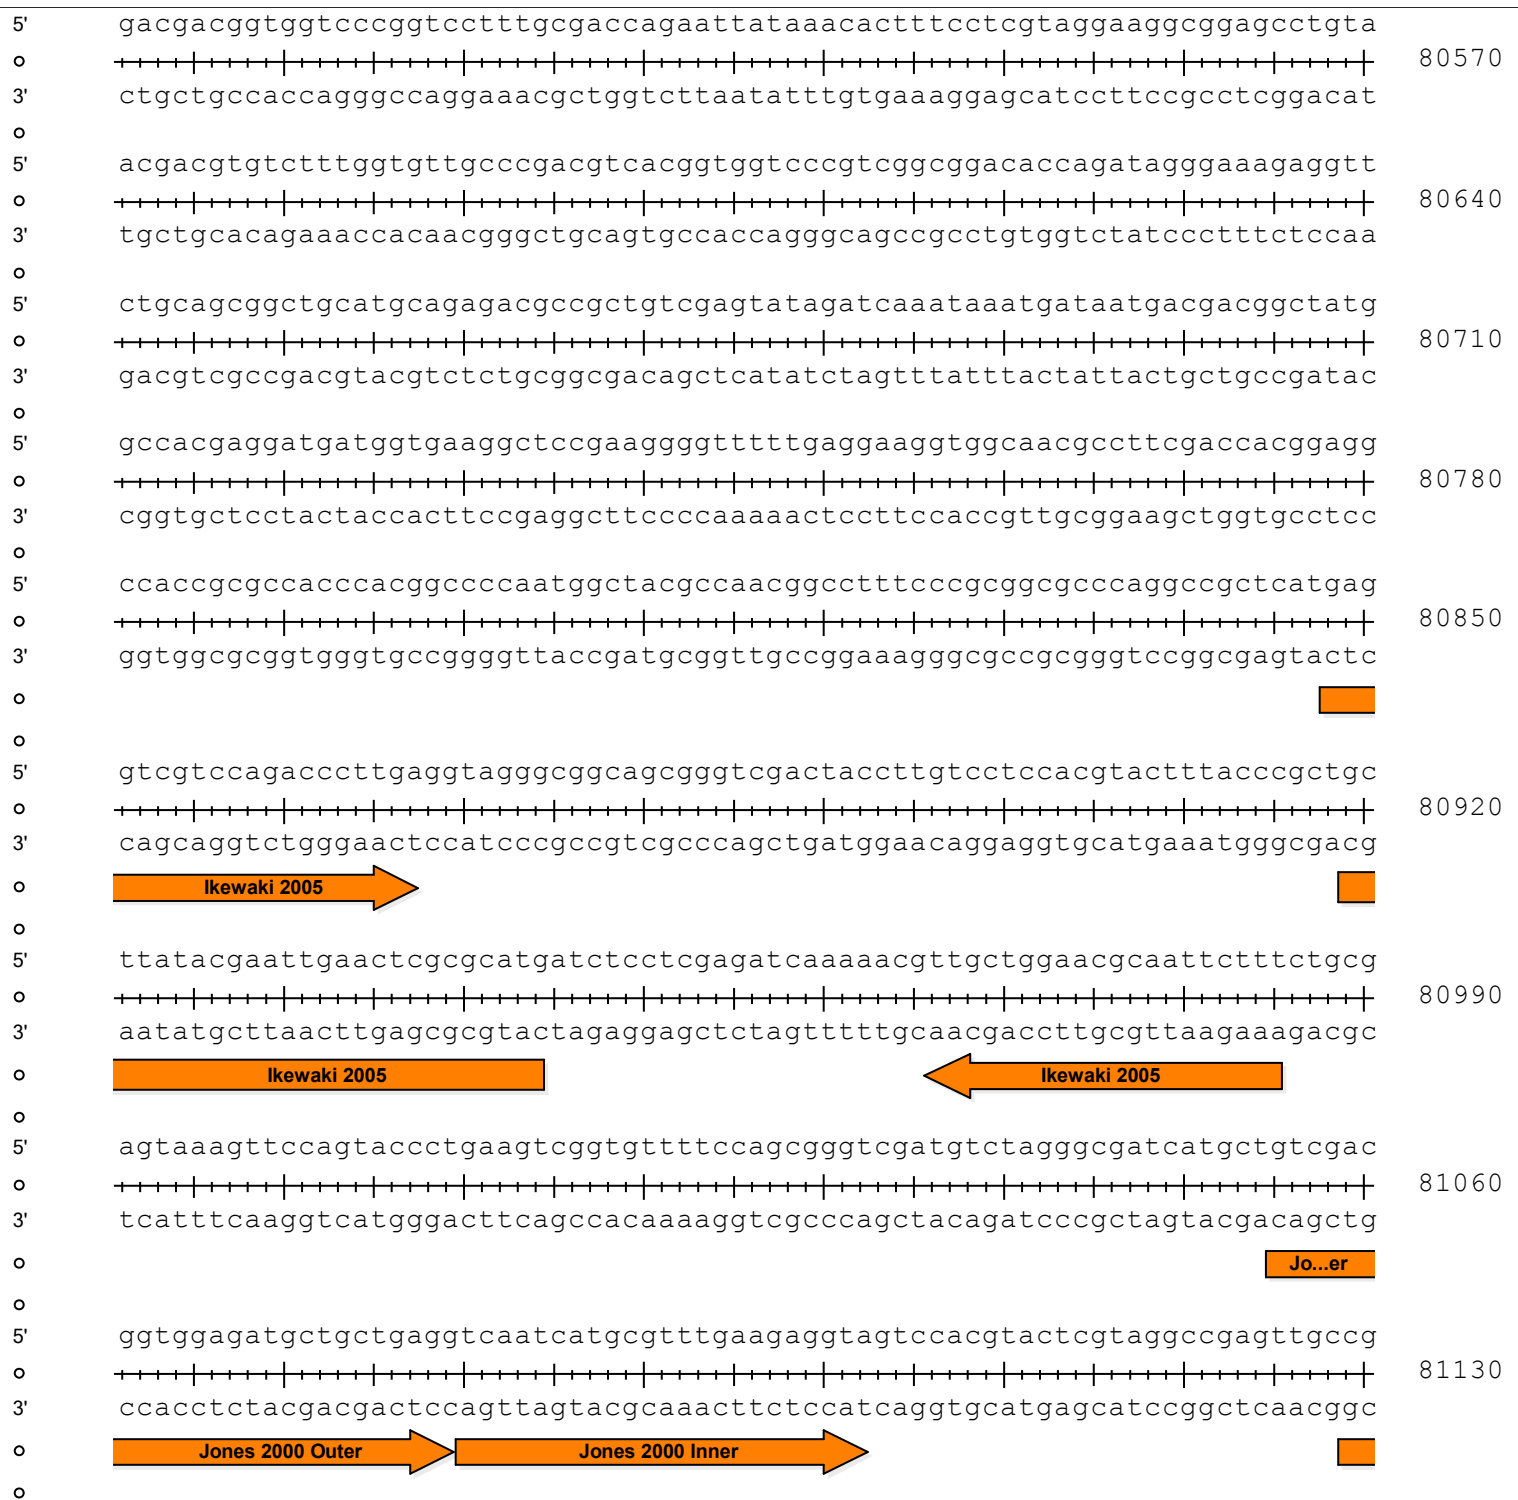 5' gacgacggtggtcccggtcctttgcgaccagaattataaacactttcctcgtaggaaggcggagcctgta
80570
3' ctgctgccaccagggccaggaaacgctggtcttaatatttgtgaaaggagcatccttccgcctcggacat
5' acgacgtgtctttggtgttgcccgacgtcacggtggtcccgtcggcggacaccagatagggaaagaggtt
80640
3' tgctgcacagaaaccacaacgggctgcagtgccaccagggcagccgcctgtggtctatccctttctccaa
5' ctgcagcggctgcatgcagagacgccgctgtcgagtatagatcaaataaatgataatgacgacggctatg
80710
3' gacgtcgccgacgtacgtctctgcggcgacagctcatatctagtttatttactattactgctgccgatac
5' gccacgaggatgatggtgaaggctccgaaggggtttttgaggaaggtggcaacgccttcgaccacggagg
80780
3' cggtgctcctactaccacttccgaggcttccccaaaaactccttccaccgttgcggaagctggtgcctcc
5' ccaccgcgccacccacggccccaatggctacgccaacggcctttcccgcggcgcccaggccgctcatgag
80850
3' ggtggcgcggtgggtgccggggttaccgatgcggttgccggaaagggcgccgcgggtccggcgagtactc
5' gtcgtccagacccttgaggtagggcggcagcgggtcgactaccttgtcctccacgtactttacccgctgc
80920
3' cagcaggtctgggaactccatcccgccgtcgcccagctgatggaacaggaggtgcatgaaatgggcgacg
Ikewaki 2005
5' ttatacgaattgaactcgcgcatgatctcctcgagatcaaaaacgttgctggaacgcaattctttctgcg
80990
3' aatatgcttaacttgagcgcgtactagaggagctctagtttttgcaacgaccttgcgttaagaaagacgc
Ikewaki 2005 Ikewaki 2005
5' agtaaagttccagtaccctgaagtcggtgttttccagcgggtcgatgtctagggcgatcatgctgtcgac
81060
3' tcatttcaaggtcatgggacttcagccacaaaaggtcgcccagctacagatcccgctagtacgacagctg
Jo...er
5' ggtggagatgctgctgaggtcaatcatgcgtttgaagaggtagtccacgtactcgtaggccgagttgccg
81130
3' ccacctctacgacgactccagttagtacgcaaacttctccatcaggtgcatgagcatccggctcaacggc
Jones 2000 Outer Jones 2000 Inner